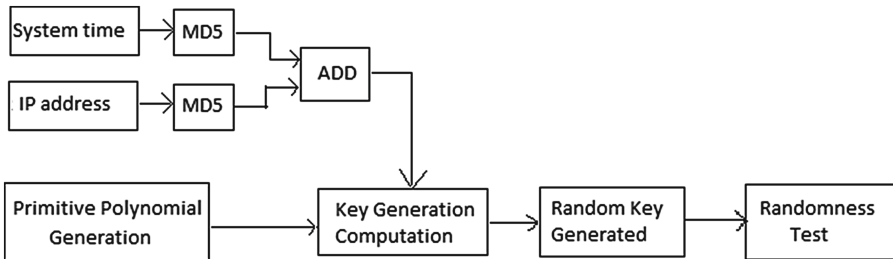 System time
MD5
ADD
IP address
MD5
Primitive Polynomial
Generation
Key Generation
Computation
Random Key
Generated
Randomness
Test